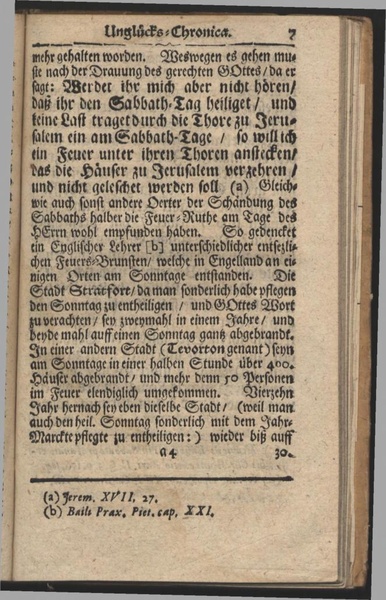 Unglücks-Chronica. 7
mehr gehalten worden. Weswegen es gehen mu-
ste nach der Drauung des gerechten GOttes/ da er
sagt: Werdet ihr mich aber nicht hören/
daß ihr den Sabbath-Tag heiliget/ und
keine Last traget durch die Thore zu Jeru-
salem ein am Sabbath-Tage / so will ich
ein Feuer unter ihren Thoren anstecken/
das die Häuser zu Jerusalem verzehren/
und nicht geleschet werden soll (a) Gleich-
wie auch sonst andere Oerter der Schändung des
Sabbaths halber die Feuer-Ruthe am Tage des
HErrn wohl empfunden haben. So gedencket
ein Englischer Lehrer [b] unterschiedlicher entsezli-
chen Feuers-Brunsten/ welche in Engelland an ei-
nigen Orten am Sonntage entstanden. Die
Stadt Stratfort/ da man sonderlich habe pflegen
den Sonntag zu entheiligen / und GOttes Wort
zu verachten/ sey zweymahl in einem Jahre/ und
beyde mahl auff einen Sonntag gantz abgebrandt.
In einer andern Stadt (Tevorton genant) seyn
am Sonntage in einer halben Stunde über 400.
Häuser abgebrandt/ und mehr denn 50 Personen
im Feuer elendiglich umgekommen. Vierzehn
Jahr hernach sey eben dieselbe Stadt/ (weil man
auch den heil. Sonntag sonderlich mit dem Jahr-
Marckte pflegte zu entheiligen:) wieder biß auff
a 4 30.
(a) Jerem. XVII. 27.
(b) Baili Prax. Piet. cap. XXI.